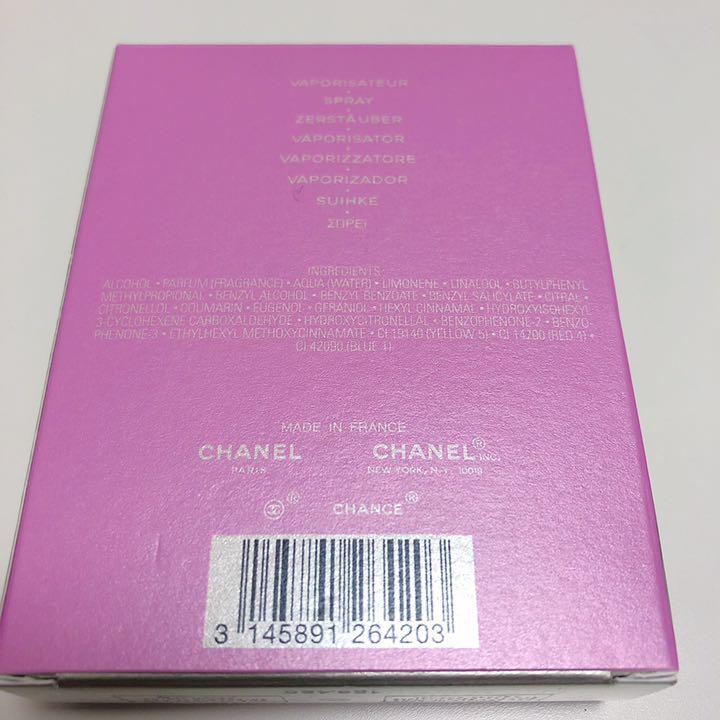 VAPORISATEUR
SPRAY
ZERSTÄUBER
VAPORISATOR
VAPORIZZATORE
VAPORIZADOR
SUIHKE
ΣΠΡΕΪ
INGREDIENTS:
ALCOHOL • PARFUM (FRAGRANCE) • AQUA (WATER) • LIMONENE • LINALOOL • BUTYLPHENYL
METHYLPROPIONAL • BENZYL ALCOHOL • BENZYL BENZOATE • BENZYL SALICYLATE • CITRAL •
CITRONELLOL • COUMARIN • EUGENOL • GERANIOL • HEXYL CINNAMAL • HYDROXYISOHEXYL
3-CYCLOHEXENE CARBOXALDEHYDE • HYDROXYCITRONELLAL • BENZOPHENONE-2 • BENZO-
PHENONE-3 • ETHYLHEXYL METHOXYCINNAMATE • CI 19140 (YELLOW 5) • CI 14700 (RED 4) •
CI 42090 (BLUE 1)
MADE IN FRANCE
CHANEL CHANEL® INC.
PARIS NEW YORK, N.Y. 10019
® CHANCE®
3 145891 264203